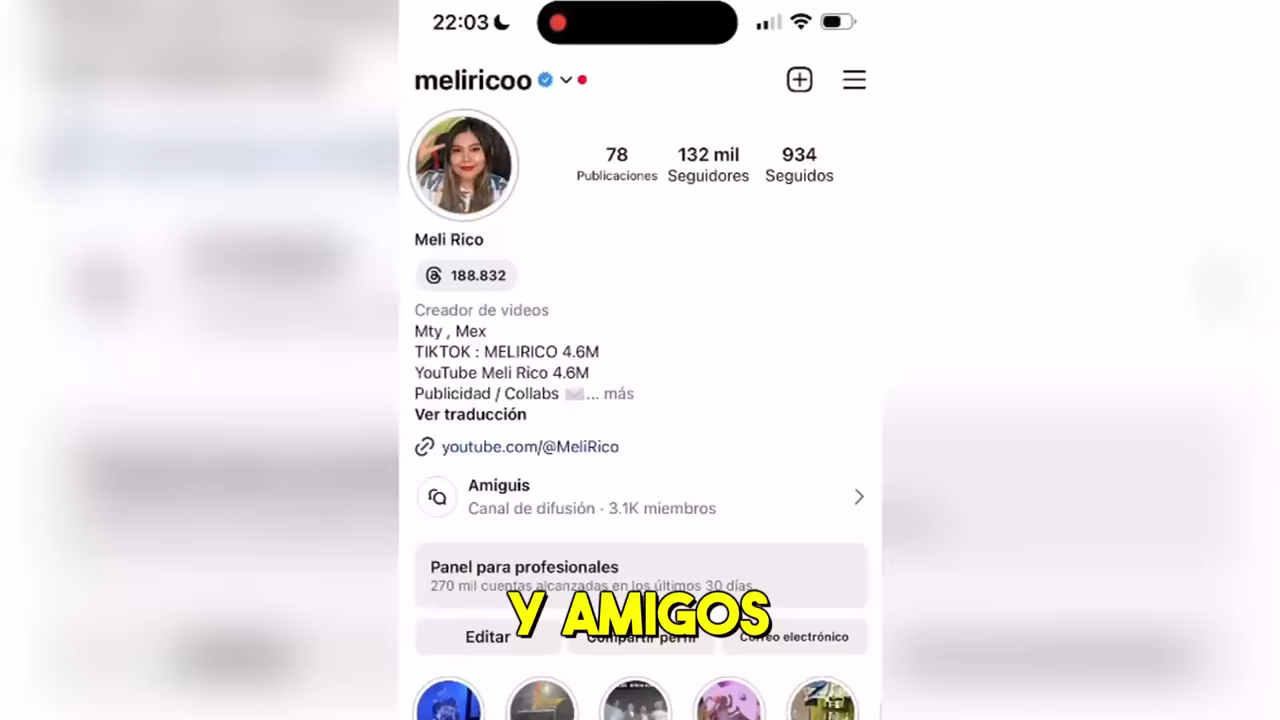 22:03
meliricoo
78
132 mil
934
Publicaciones
Seguidores
Seguidos
Meli Rico
188.832
Creador de videos
Mty , Mex
TIKTOK : MELIRICO 4.6M
YouTube Meli Rico 4.6M
Publicidad / Collabs ✉️... más
Ver traducción
youtube.com/@MeliRico
Amiguis
Canal de difusión · 3.1K miembros
Panel para profesionales
270 mil cuentas alcanzadas en los últimos 30 días
Y AMIGOS
Editar
Compartir perfil
Correo electrónico